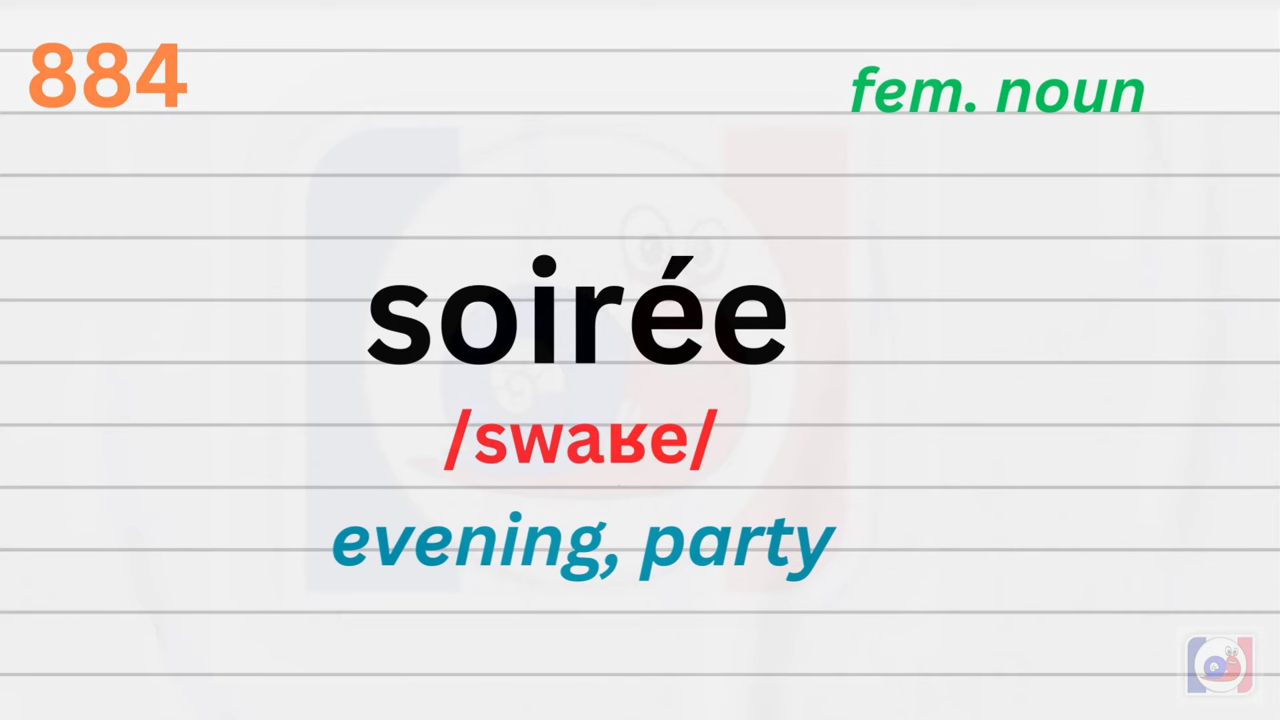 884
fem. noun
soirée
/swaʁe/
evening, party